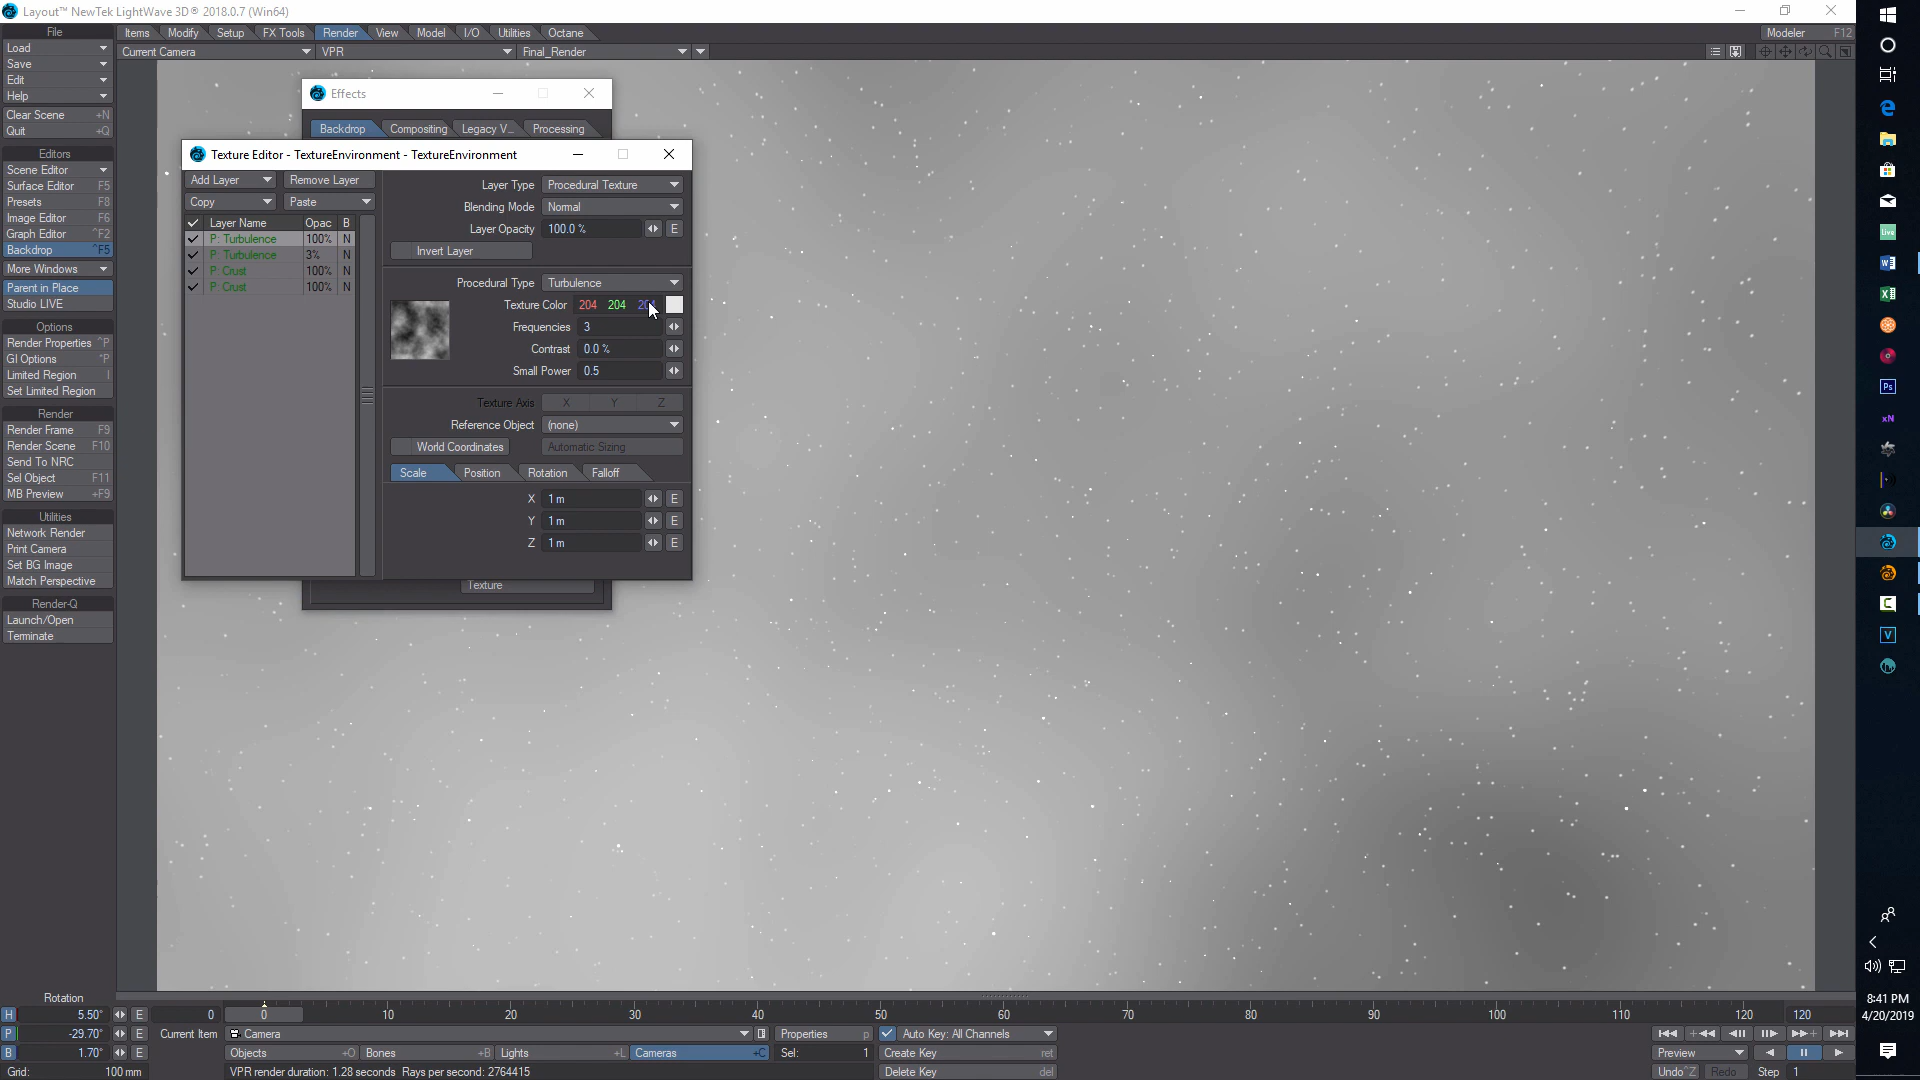 Layout™ NewTek LightWave 3D® 2018.0.7 (Win64)
File
Items Modify Setup FX Tools Render View Model I/O Utilities Octane
Modeler F12
Load
Current Camera VPR Final_Render
Save
Edit
Help
Clear Scene +N
Quit +Q
Effects
Backdrop Compositing Legacy V... Processing
Editors
Scene Editor
Surface Editor F5
Presets F8
Image Editor F6
Graph Editor ^F2
Backdrop ^F5
More Windows
Parent in Place
Studio LIVE
Options
Render Properties ^P
GI Options "P
Limited Region l
Set Limited Region
Render
Render Frame F9
Render Scene F10
Send To NRC
Sel Object F11
MB Preview +F9
Utilities
Network Render
Print Camera
Set BG Image
Match Perspective
Render-Q
Launch/Open
Terminate
Texture Editor - TextureEnvironment - TextureEnvironment
Add Layer Remove Layer
Copy Paste
Layer Name Opac B
P: Turbulence 100% N
P: Turbulence 3% N
P: Crust 100% N
P: Crust 100% N
Layer Type Procedural Texture
Blending Mode Normal
Layer Opacity 100.0 % E
Invert Layer
Procedural Type Turbulence
Texture Color 204 204
Frequencies 3
Contrast 0.0 %
Small Power 0.5
Texture Axis X Y Z
Reference Object (none)
World Coordinates Automatic Sizing
Scale Position Rotation Falloff
X 1 m E
Y 1 m E
Z 1 m E
Texture
Live
Ps
xN
V
8:41 PM
4/20/2019
Rotation
H 5.50° E
P -29.70° E
B 1.70° E
Grid: 100 mm
0 0 10 20 30 40 50 60 70 80 90 100 110 120 120
Current Item Camera Properties p Auto Key: All Channels
Objects +O Bones +B Lights +L Cameras +C Sel: 1 Create Key ret
VPR render duration: 1.28 seconds Rays per second: 2764415 Delete Key del
Preview
Undo ^Z Redo Step 1